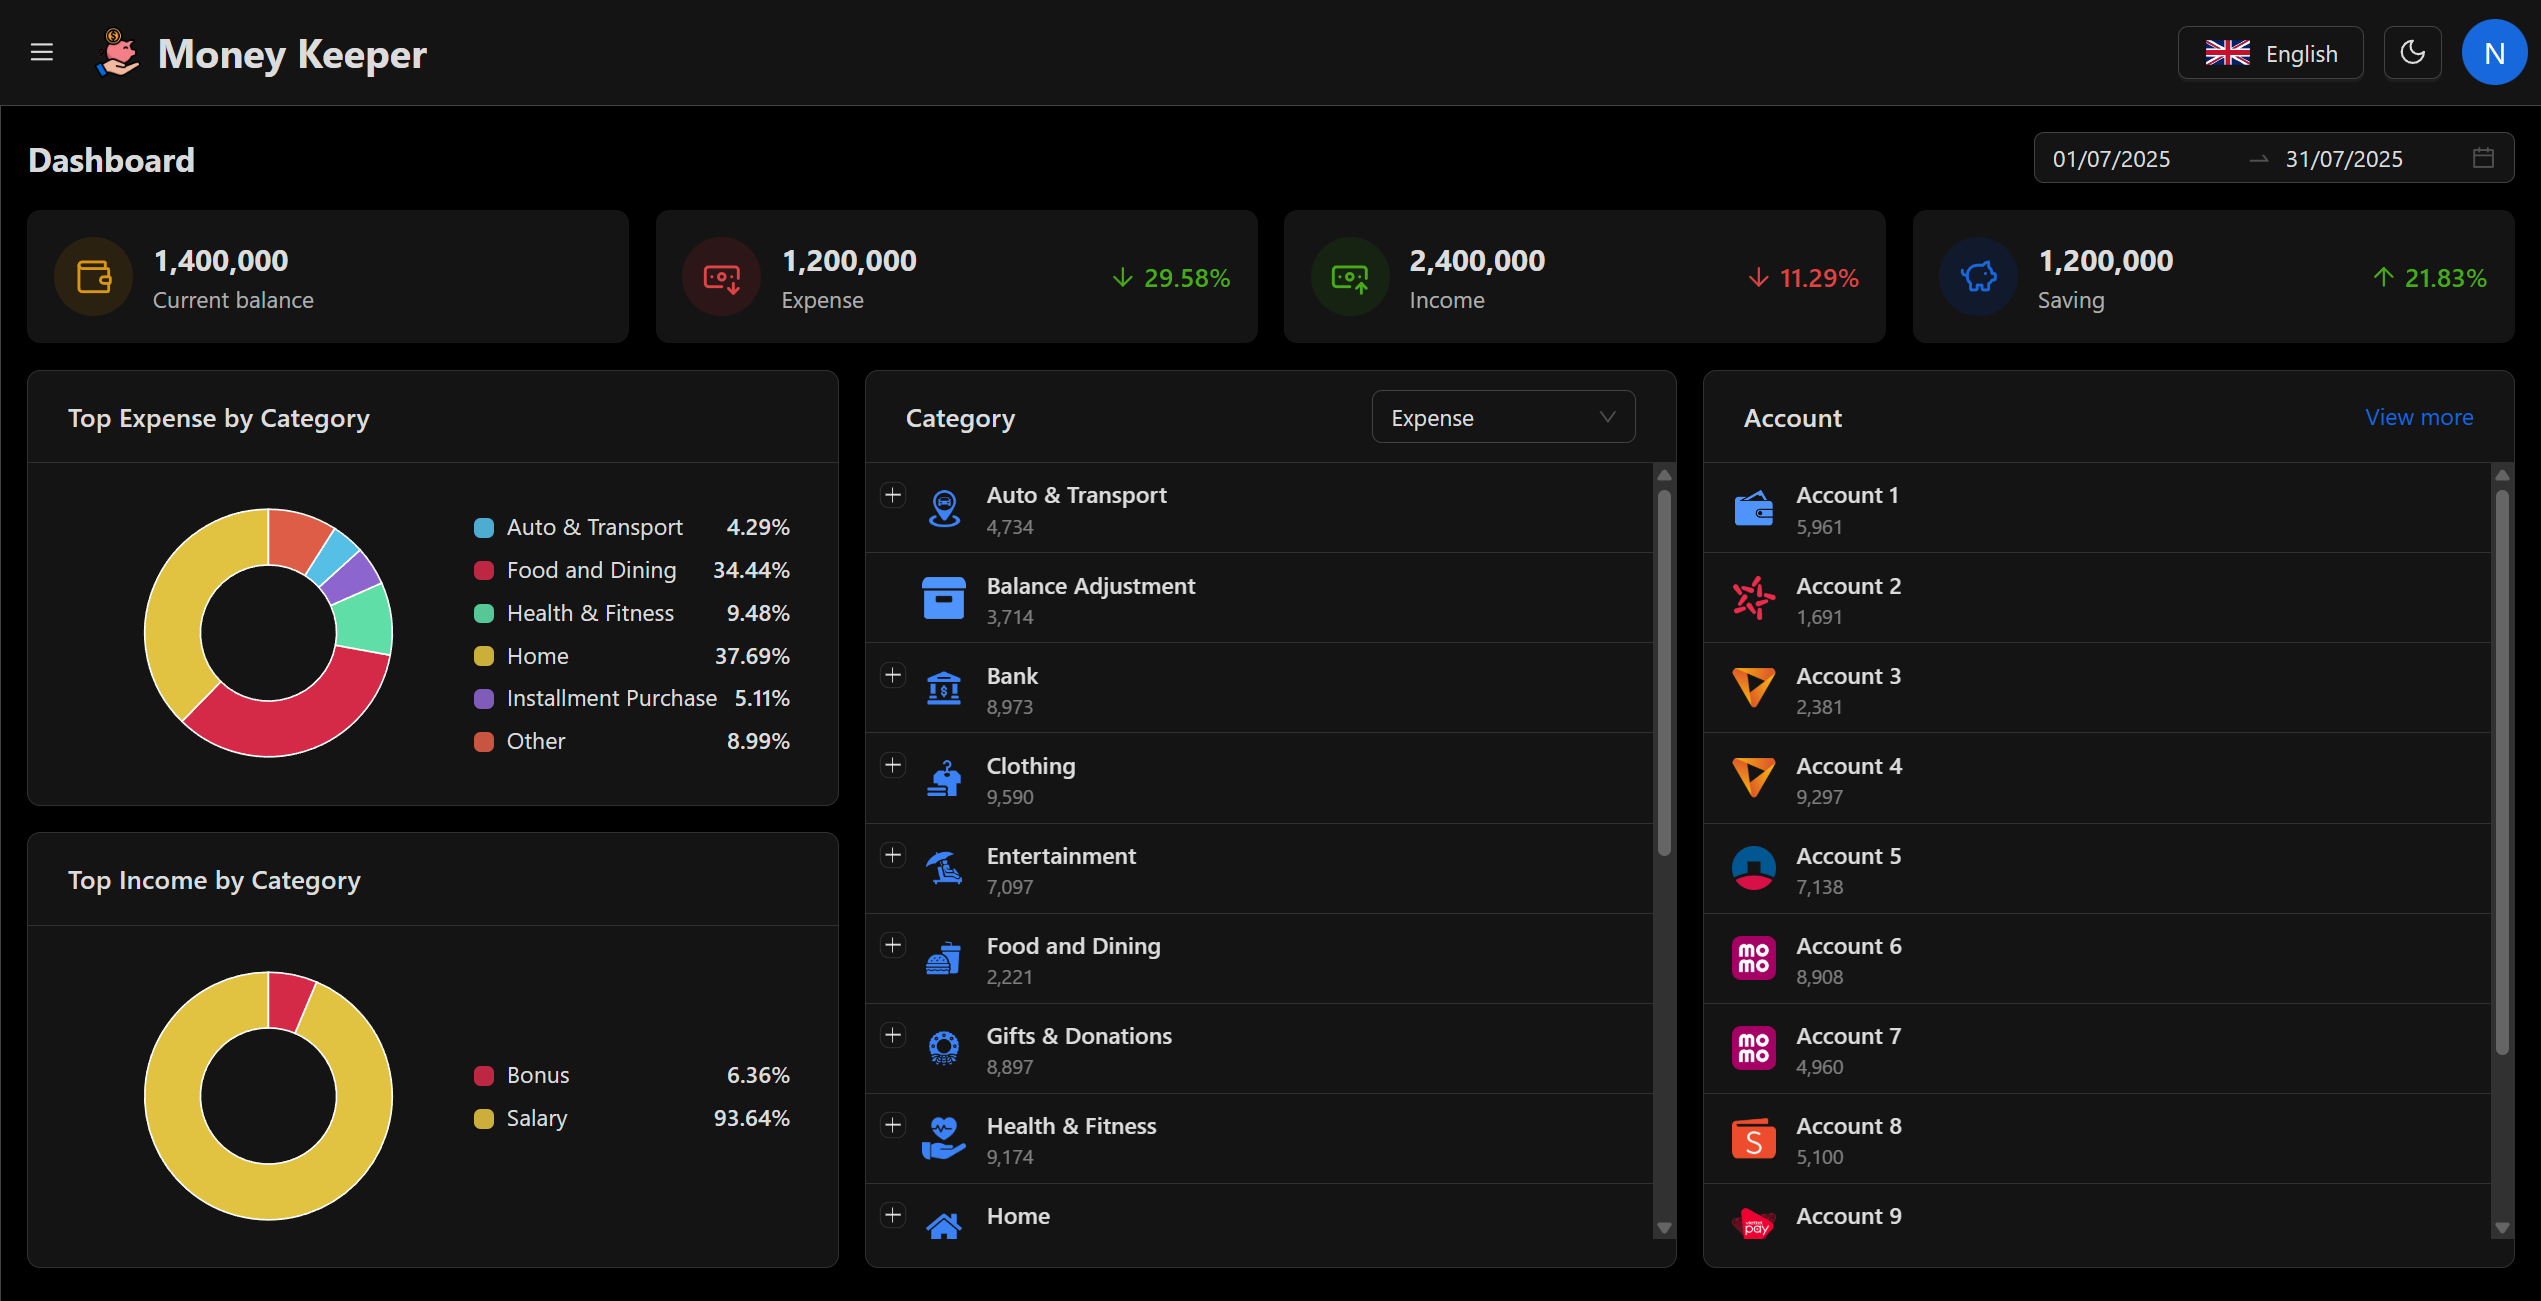 Money Keeper
English
N
Dashboard
01/07/2025
31/07/2025
1,400,000
Current balance
1,200,000
Expense
29.58%
2,400,000
Income
11.29%
1,200,000
Saving
21.83%
Top Expense by Category
Auto & Transport 4.29%
Food and Dining 34.44%
Health & Fitness 9.48%
Home 37.69%
Installment Purchase 5.11%
Other 8.99%
Top Income by Category
Bonus 6.36%
Salary 93.64%
Category
Expense
Auto & Transport
4,734
Balance Adjustment
3,714
Bank
8,973
Clothing
9,590
Entertainment
7,097
Food and Dining
2,221
Gifts & Donations
8,897
Health & Fitness
9,174
Home
Account
View more
Account 1
5,961
Account 2
1,691
Account 3
2,381
Account 4
9,297
Account 5
7,138
mo
mo
Account 6
8,908
mo
mo
Account 7
4,960
S
Account 8
5,100
pay
Account 9